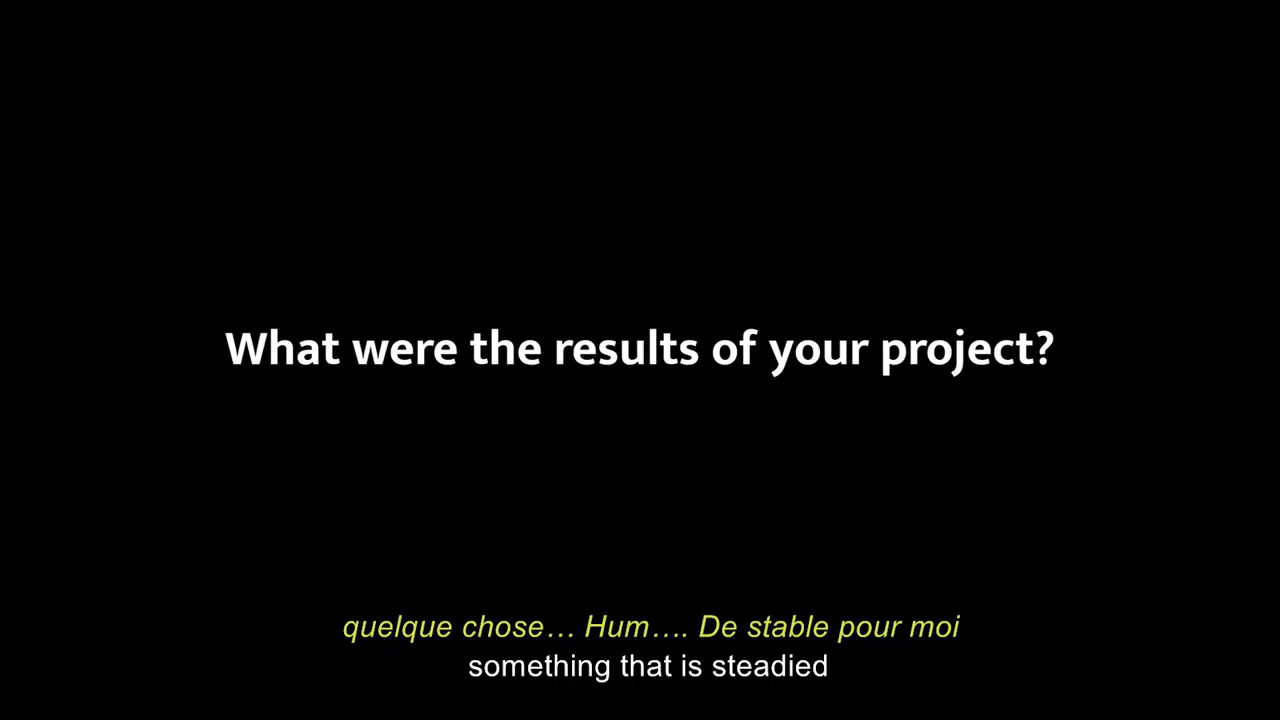 What were the results of your project?
quelque chose… Hum…. De stable pour moi
something that is steadied